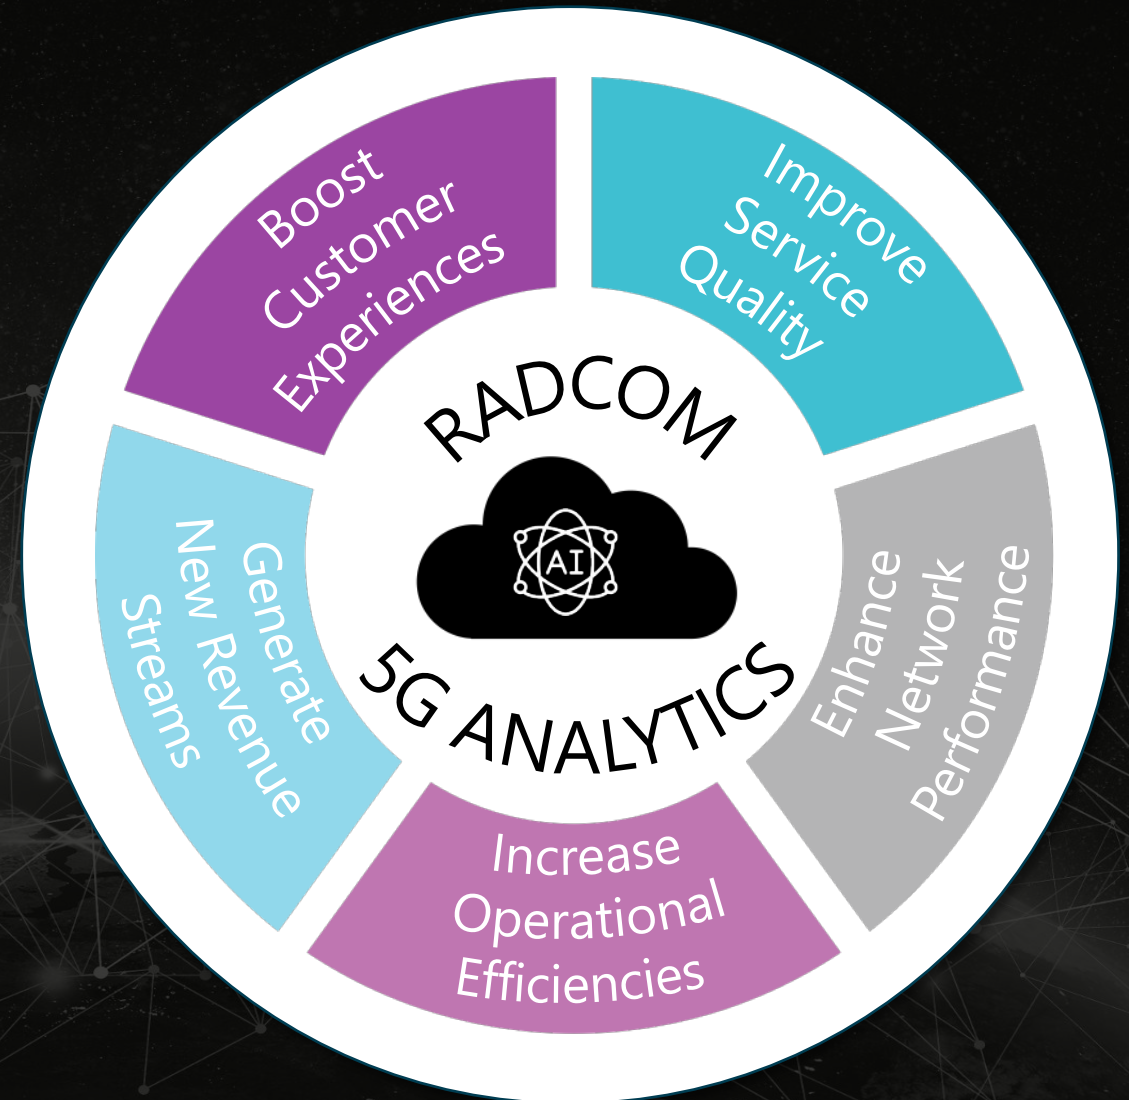 Boost
Customer
Experiences
Improve
Service
Quality
Enhance
Network
Performance
Increase
Operational
Efficiencies
Generate
New Revenue
Streams
RADCOM
AI
5G ANALYTICS